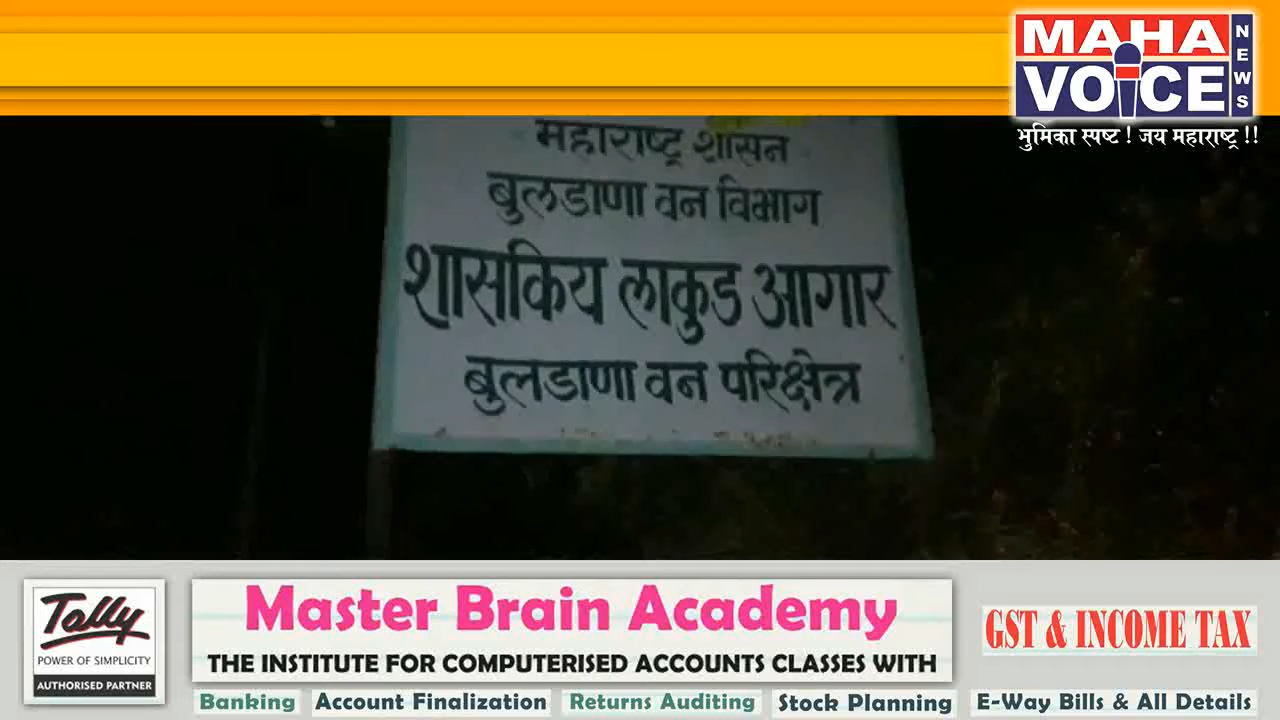 MAHA
VOICE
NEWS
भुमिका स्पष्ट ! जय महाराष्ट्र !!
महाराष्ट्र शासन
बुलडाणा वन विभाग
शासकिय लाकुड आगार
बुलडाणा वन परिक्षेत्र
Tally
POWER OF SIMPLICITY
AUTHORISED PARTNER
Master Brain Academy
THE INSTITUTE FOR COMPUTERISED ACCOUNTS CLASSES WITH
GST & INCOME TAX
Banking Account Finalization Returns Auditing Stock Planning E-Way Bills & All Details